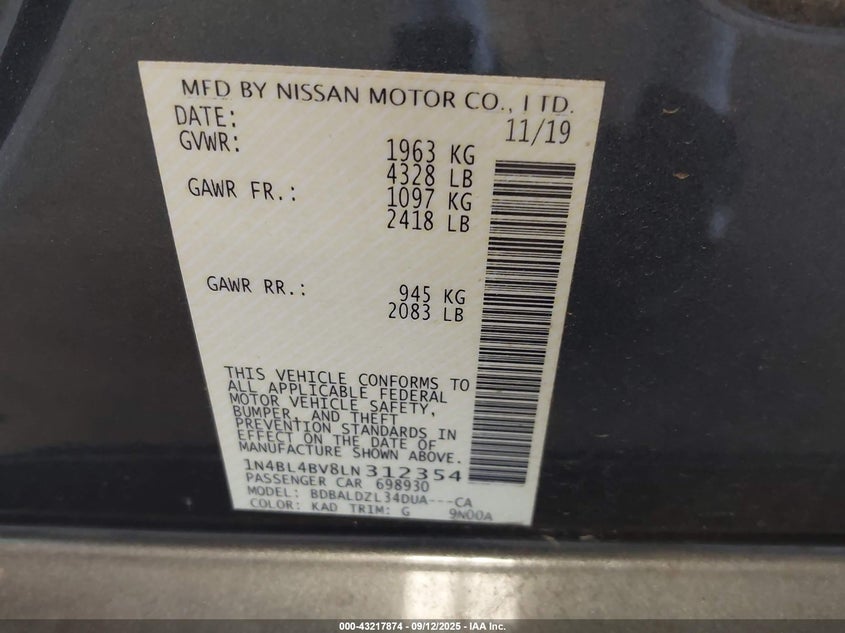 MFD BY NISSAN MOTOR CO., LTD.
DATE: 11/19
GVWR: 1963 KG
4328 LB
GAWR FR.: 1097 KG
2418 LB
GAWR RR.: 945 KG
2083 LB
THIS VEHICLE CONFORMS TO
ALL APPLICABLE FEDERAL
MOTOR VEHICLE SAFETY,
BUMPER, AND THEFT
PREVENTION STANDARDS IN
EFFECT ON THE DATE OF
MANUFACTURE SHOWN ABOVE.
1N4BL4BV8LN312354
PASSENGER CAR 698930
MODEL: BDBALDZL34DUA---CA
COLOR: KAD TRIM: G 9N00A
000-43217874 - 09/12/2025 - IAA Inc.